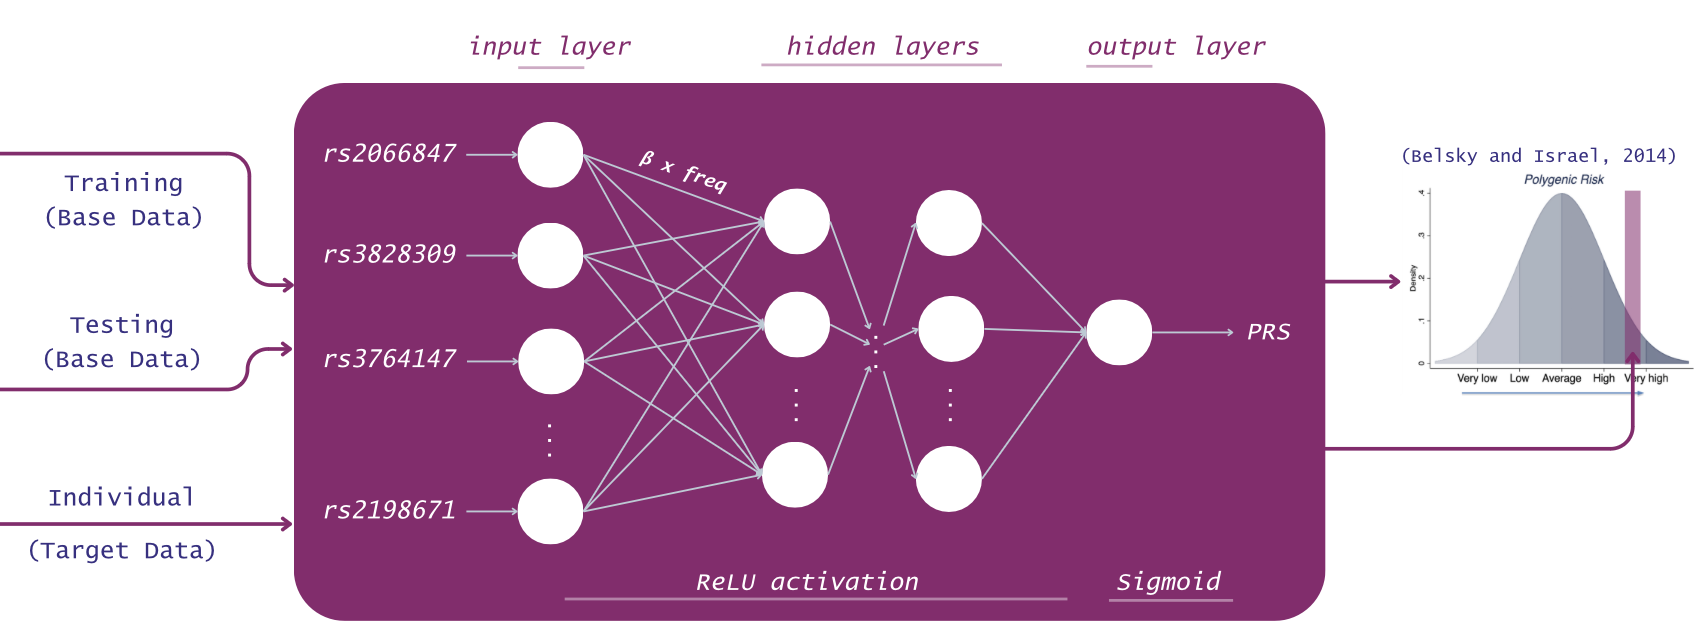 input layer
hidden layers
output layer
Training
(Base Data)
Testing
(Base Data)
Individual
(Target Data)
rs2066847
rs3828309
rs3764147
rs2198671
β x freq
PRS
ReLU activation
Sigmoid
(Belsky and Israel, 2014)
Polygenic Risk
Density
.4
.3
.2
.1
0
Very low Low Average High Very high